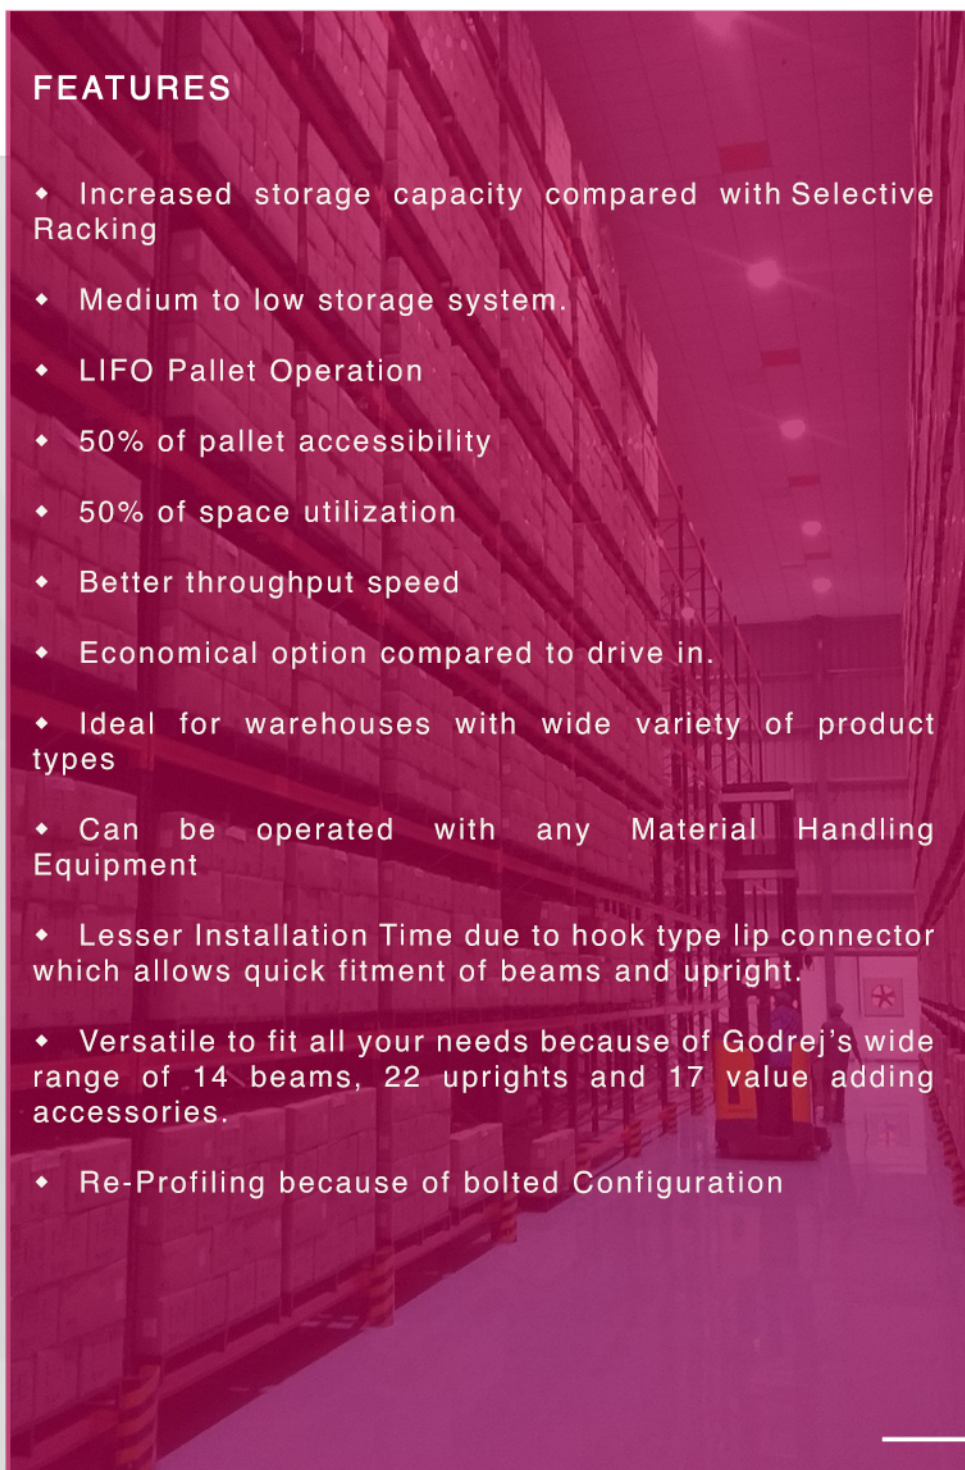 FEATURES
◆ Increased storage capacity compared with Selective
Racking
◆ Medium to low storage system.
◆ LIFO Pallet Operation
◆ 50% of pallet accessibility
◆ 50% of space utilization
◆ Better throughput speed
◆ Economical option compared to drive in.
◆ Ideal for warehouses with wide variety of product
types
◆ Can be operated with any Material Handling
Equipment
◆ Lesser Installation Time due to hook type lip connector
which allows quick fitment of beams and upright.
◆ Versatile to fit all your needs because of Godrej’s wide
range of 14 beams, 22 uprights and 17 value adding
accessories.
◆ Re-Profiling because of bolted Configuration